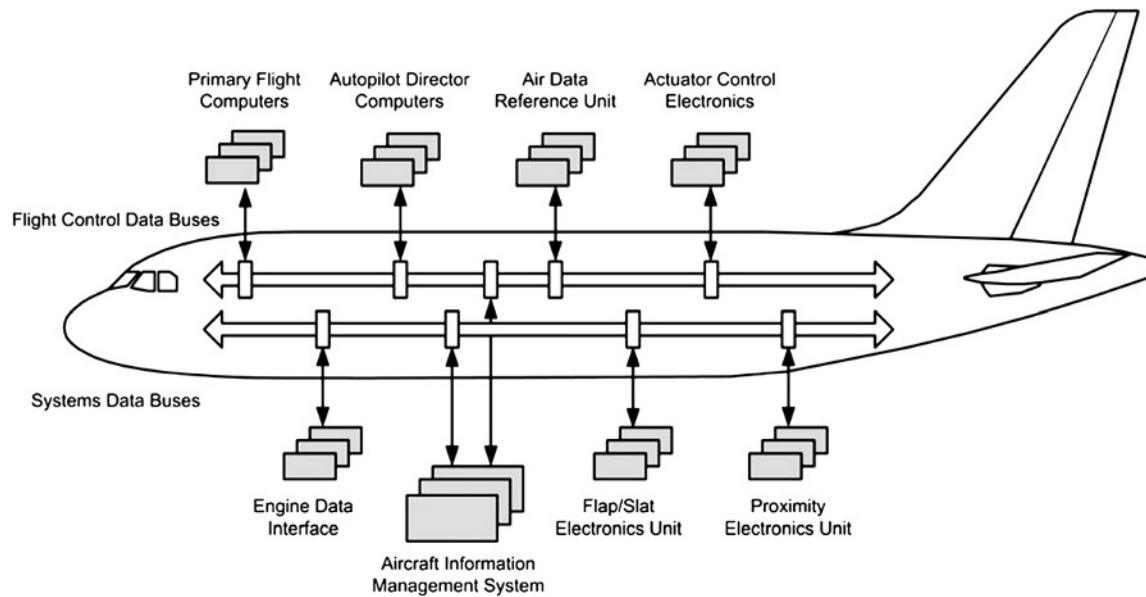 Primary Flight
Computers
Autopilot Director
Computers
Air Data
Reference Unit
Actuator Control
Electronics
Flight Control Data Buses
Systems Data Buses
Engine Data
Interface
Aircraft Information
Management System
Flap/Slat
Electronics Unit
Proximity
Electronics Unit